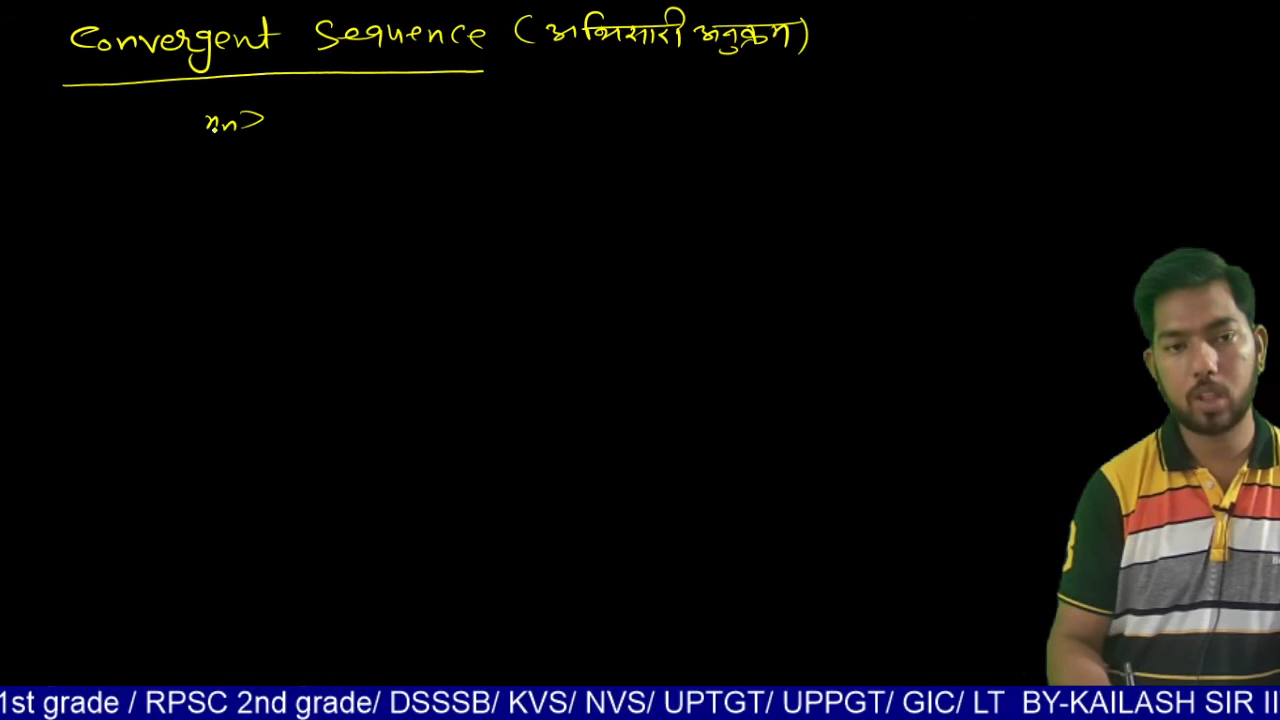 Convergent Sequence (अभिसारी अनुक्रम)
xn>
1st grade / RPSC 2nd grade/ DSSSB/ KVS/ NVS/ UPTGT/ UPPGT/ GIC/ LT BY-KAILASH SIR II